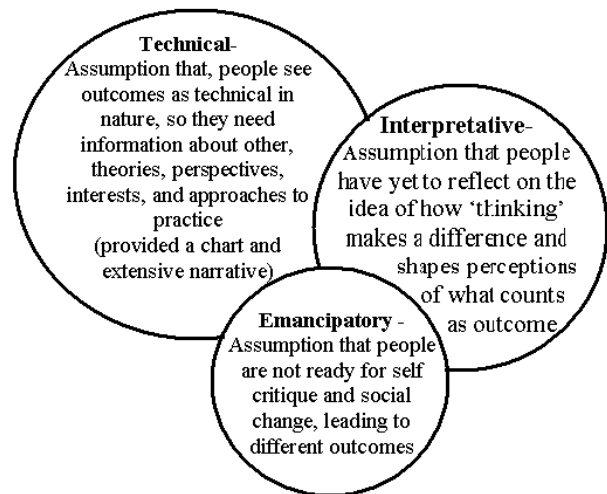 Technical-
Assumption that, people see
outcomes as technical in
nature, so they need
information about other,
theories, perspectives,
interests, and approaches to
practice
(provided a chart and
extensive narrative)
Interpretative-
Assumption that people
have yet to reflect on the
idea of how ‘thinking’
makes a difference and
shapes perceptions
of what counts
as outcome
Emancipatory -
Assumption that people
are not ready for self
critique and social
change, leading to
different outcomes